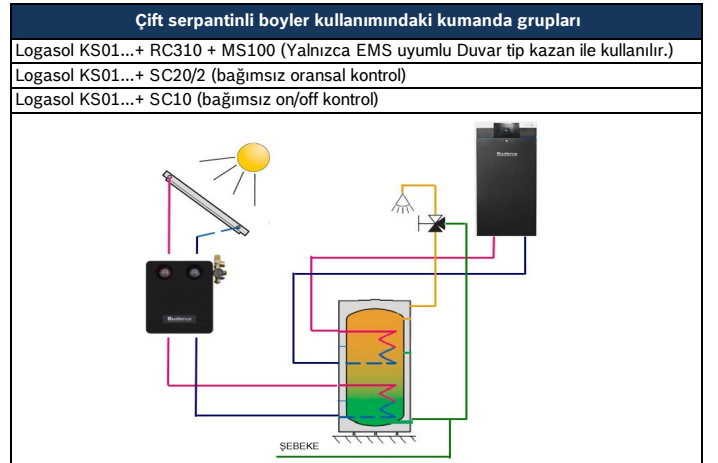 Çift serpantinli boyler kullanımındaki kumanda grupları
Logasol KS01...+ RC310 + MS100 (Yalnızca EMS uyumlu Duvar tip kazan ile kullanılır.)
Logasol KS01...+ SC20/2 (bağımsız oransal kontrol)
Logasol KS01...+ SC10 (bağımsız on/off kontrol)
Buderus
Buderus
ŞEBEKE